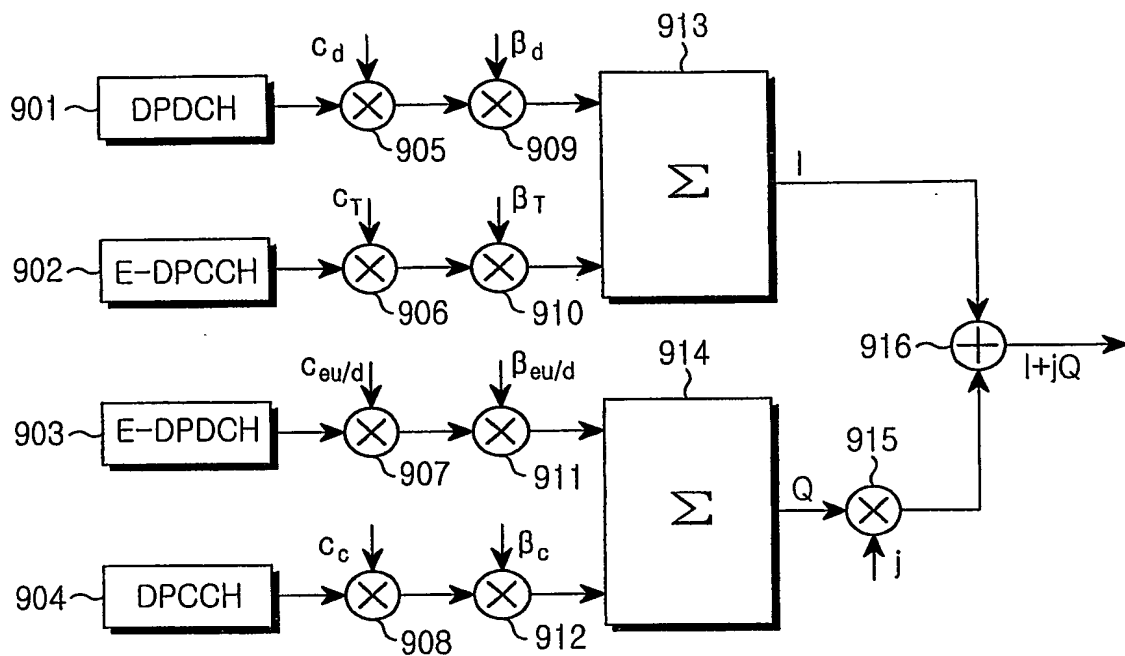 913
c_d
β_d
901
DPDCH
905
909
Σ
I
c_T
β_T
902
E-DPCCH
906
910
916
I+jQ
914
c_eu/d
β_eu/d
903
E-DPDCH
907
911
915
Σ
Q
j
c_c
β_c
904
DPCCH
908
912